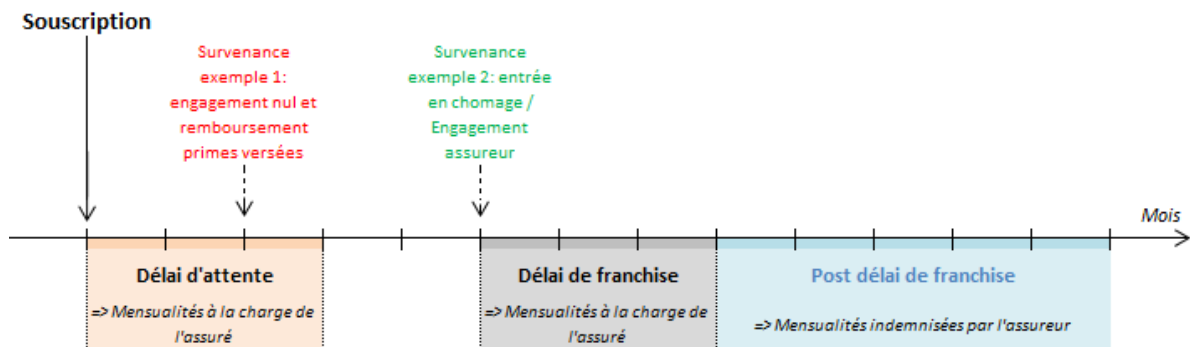 Souscription
Survenance
exemple 1:
engagement nul et
remboursement
primes versées
Survenance
exemple 2: entrée
en chomage /
Engagement
assureur
Mois
Délai d'attente
=> Mensualités à la charge de
l'assuré
Délai de franchise
=> Mensualités à la charge de
l'assuré
Post délai de franchise
=> Mensualités indemnisées par l'assureur